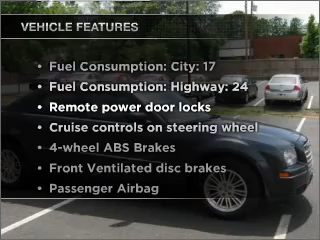 VEHICLE FEATURES
• Fuel Consumption: City: 17
• Fuel Consumption: Highway: 24
• Remote power door locks
• Cruise controls on steering wheel
• 4-wheel ABS Brakes
• Front Ventilated disc brakes
• Passenger Airbag